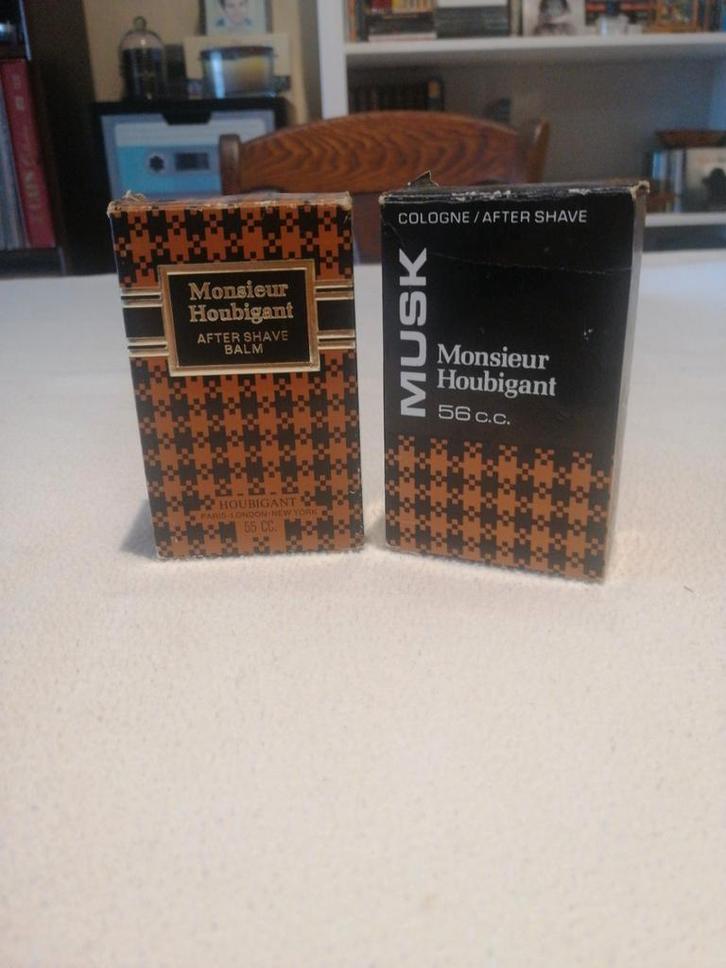 Monsieur
Houbigant
AFTER SHAVE
BALM
HOUBIGANT
PARIS-LONDON-NEW YORK
55 CC.
COLOGNE / AFTER SHAVE
MUSK
Monsieur
Houbigant
56 c.c.